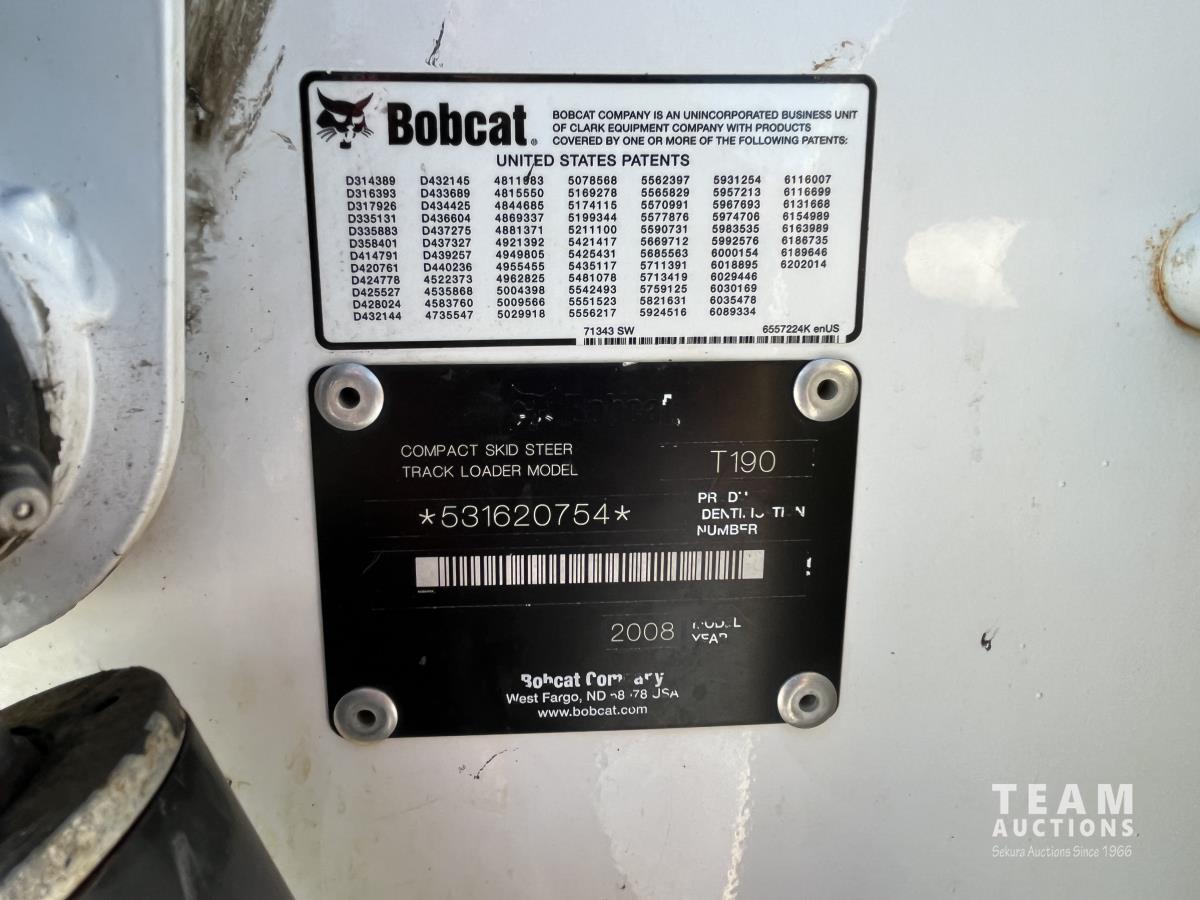 Bobcat®
BOBCAT COMPANY IS AN UNINCORPORATED BUSINESS UNIT
OF CLARK EQUIPMENT COMPANY WITH PRODUCTS
COVERED BY ONE OR MORE OF THE FOLLOWING PATENTS:
UNITED STATES PATENTS
D314389 D432145 4811983 5078568 5562397 5931254 6116007
D316393 D433689 4815550 5169278 5565829 5957213 6116699
D317926 D434425 4844685 5174115 5570991 5967693 6131668
D335131 D436604 4869337 5199344 5577876 5974706 6154989
D335883 D437275 4881371 5211100 5590731 5983535 6163989
D358401 D437327 4921392 5421417 5669712 5992576 6186735
D414791 D439257 4949805 5425431 5685563 6000154 6189646
D420761 D440236 4955455 5435117 5711391 6018895 6202014
D424778 4522373 4962825 5481078 5713419 6029446
D425527 4535868 5004398 5542493 5759125 6030169
D428024 4583760 5009566 5551523 5821631 6035478
D432144 4735547 5029918 5556217 5924516 6089334
71343 SW 6557224K enUS
Bobcat
COMPACT SKID STEER
TRACK LOADER MODEL T190
*531620754*
NUMBER
2008
Bobcat
West Fargo, ND
www.bobcat.com
TEAM
AUCTIONS
Sekura Auctions Since 1966